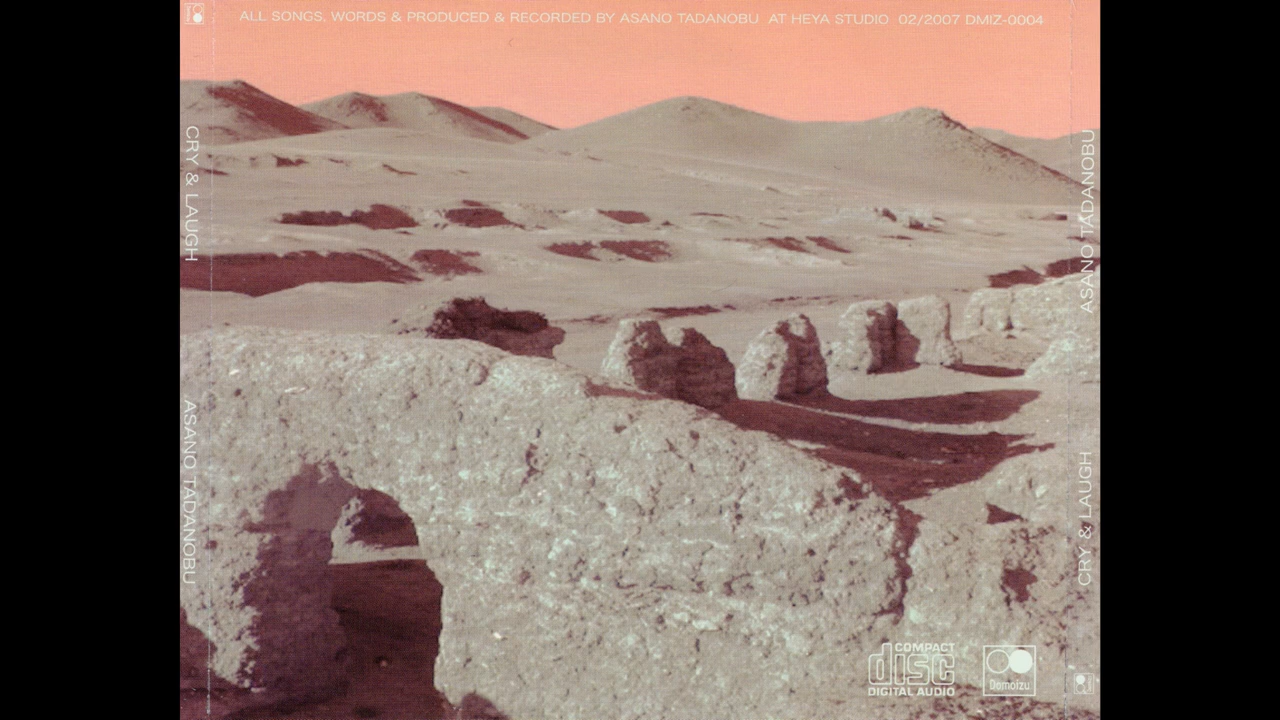 ALL SONGS, WORDS & PRODUCED & RECORDED BY ASANO TADANOBU AT HEYA STUDIO 02/2007 DMIZ-0004
CRY & LAUGH
ASANO TADANOBU
ASANO TADANOBU
CRY & LAUGH
COMPACT
disc
DIGITAL AUDIO
Domoizu